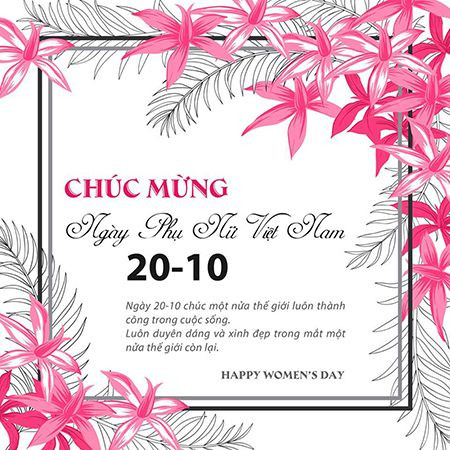 CHÚC MỪNG
Ngày Phụ Nữ Việt Nam
20-10
Ngày 20-10 chúc một nửa thế giới luôn thành
công trong cuộc sống.
Luôn duyên dáng và xinh đẹp trong mắt một
nửa thế giới còn lại.
HAPPY WOMEN'S DAY